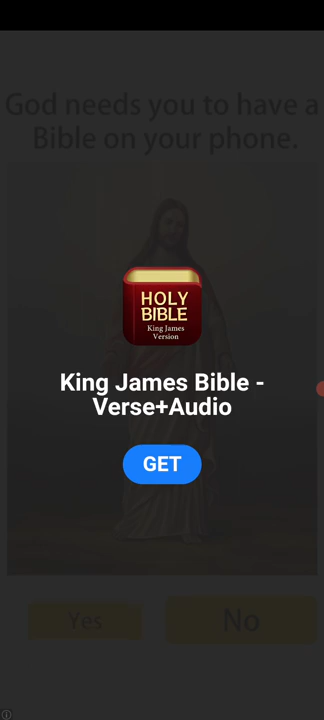 God needs you to have a
Bible on your phone.
HOLY
BIBLE
King James
Version
King James Bible -
Verse+Audio
GET
Yes
No